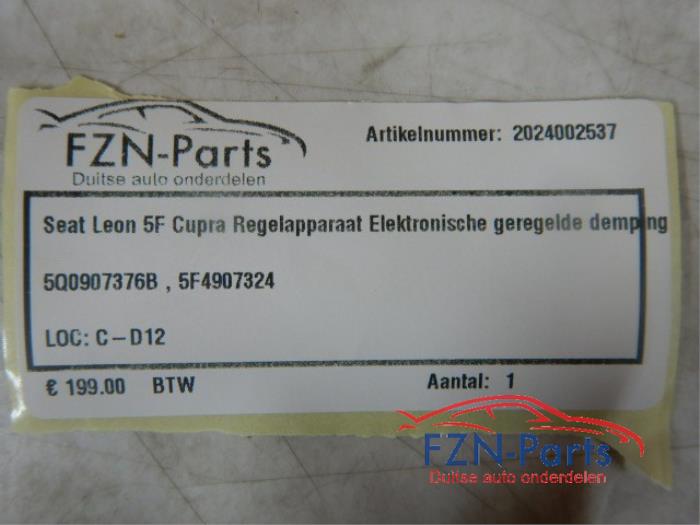 FZN-Parts
Duitse auto onderdelen
Artikelnummer: 2024002537
Seat Leon 5F Cupra Regelapparaat Elektronische geregelde demping
5Q0907376B , 5F4907324
LOC: C-D12
€ 199.00 BTW Aantal: 1
FZN-Parts
Duitse auto onderdelen